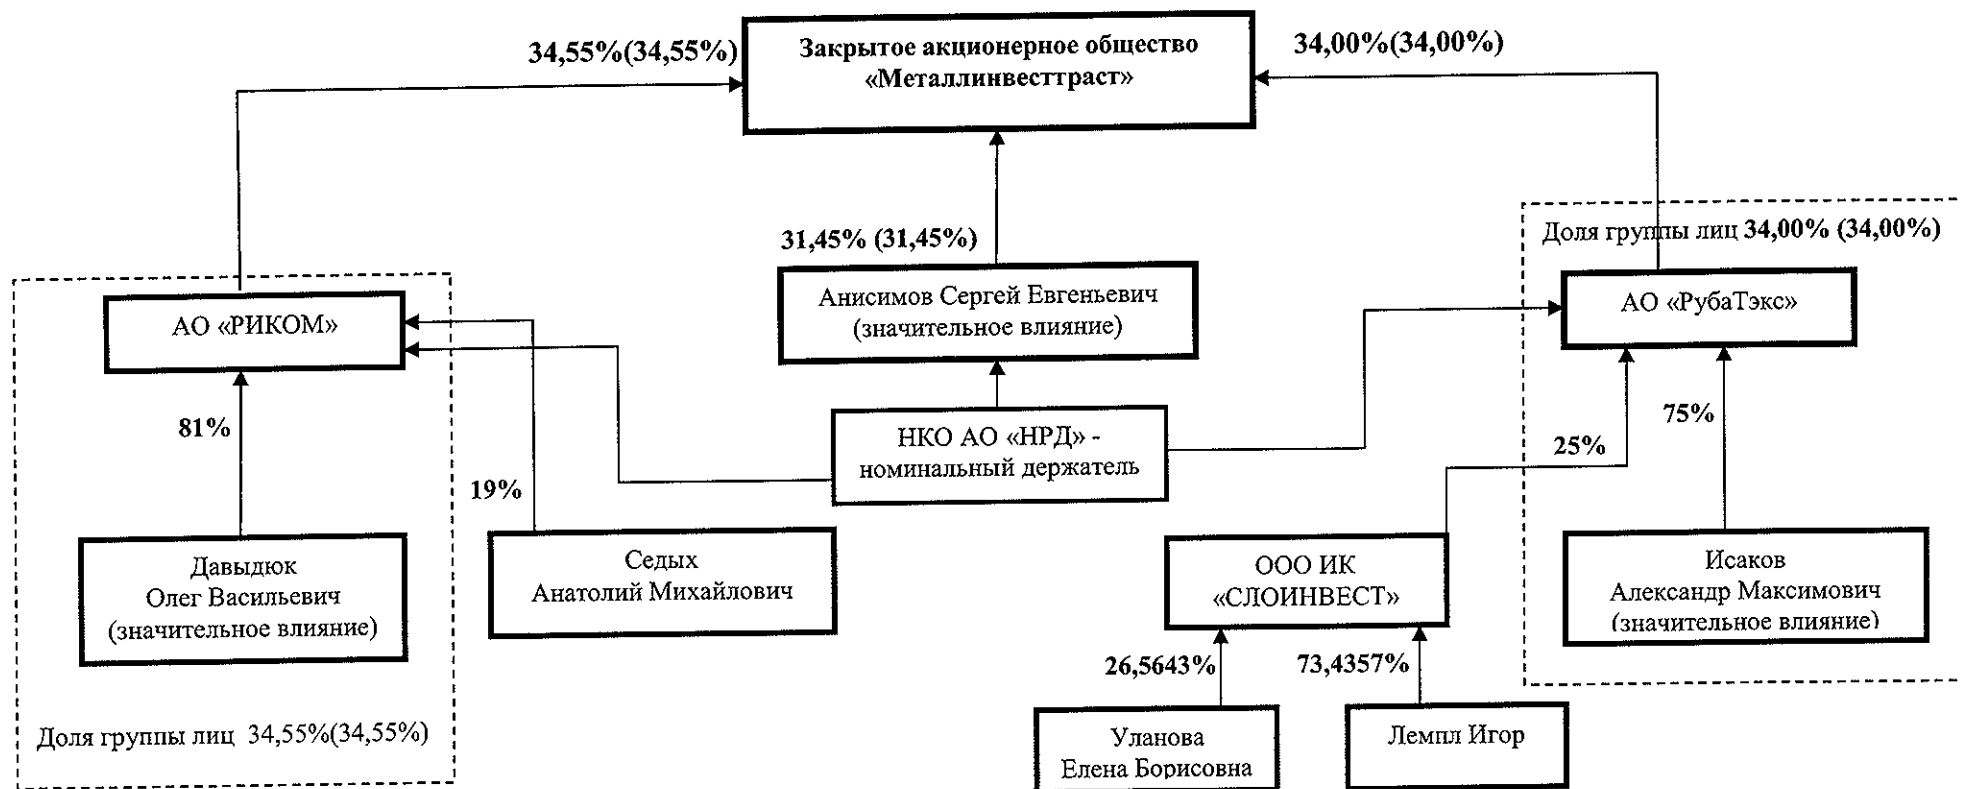 34,55%(34,55%)
Закрытое акционерное общество
«Металлинвесттраст»
34,00%(34,00%)
31,45% (31,45%)
Доля группы лиц 34,00% (34,00%)
АО «РИКОМ»
Анисимов Сергей Евгеньевич
(значительное влияние)
АО «РубаТэкс»
81%
19%
НКО АО «НРД» -
номинальный держатель
25%
75%
Давыдюк
Олег Васильевич
(значительное влияние)
Седых
Анатолий Михайлович
ООО ИК
«СЛОИНВЕСТ»
Исаков
Александр Максимович
(значительное влияние)
26,5643%
73,4357%
Доля группы лиц 34,55%(34,55%)
Уланова
Елена Борисовна
Лемпл Игор